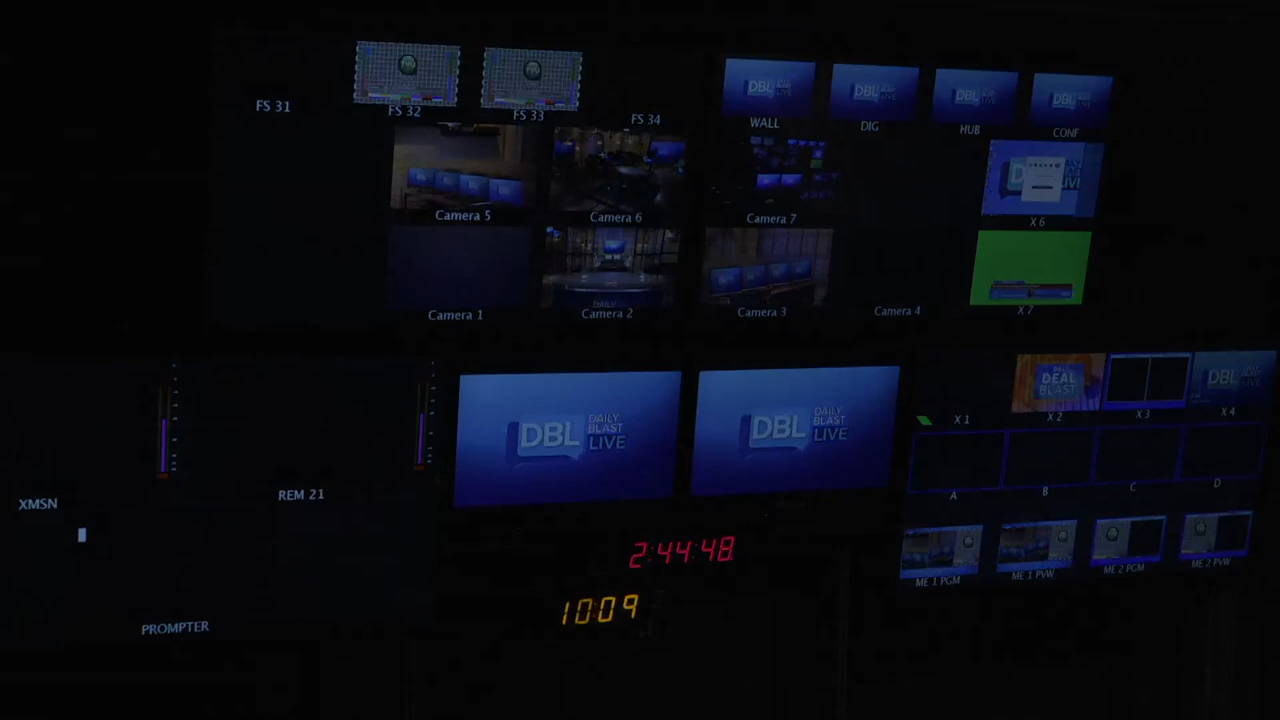 FS 31
FS 32
FS 33
FS 34
DBL
LIVE
WALL
DBL
DIG
DBL
HUB
DBL
CONF
Camera 5
Camera 6
Camera 7
X 6
Camera 1
DAILY
Camera 2
Camera 3
Camera 4
X 7
XMSN
REM 21
PROMPTER
DBL
DAILY
BLAST
LIVE
DBL
DAILY
BLAST
LIVE
X 1
DEAL
BLAST
X 2
X 3
DBL
X 4
A
B
C
D
ME 1 PGM
ME 1 PVW
ME 2 PGM
ME 2 PVW
2:44:48
10:09